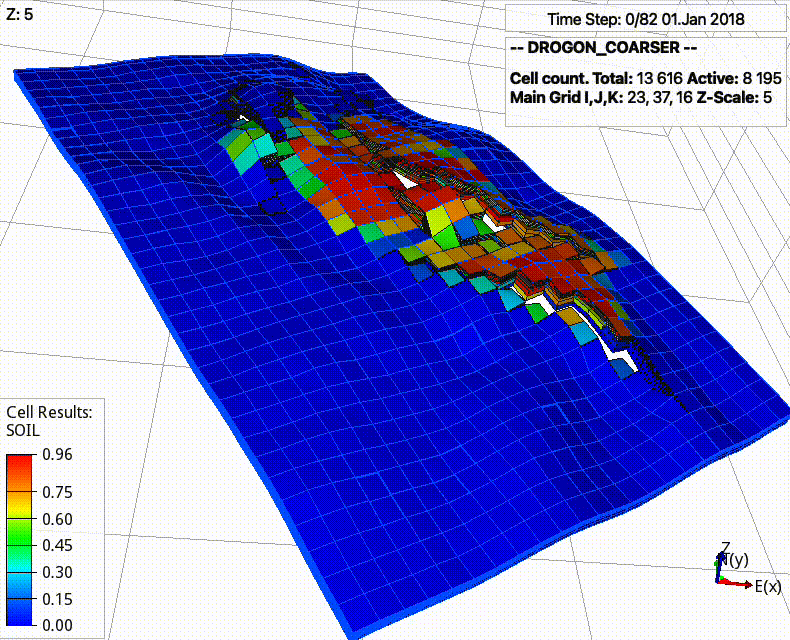 Z: 5
Time Step: 0/82 01.Jan 2018
-- DROGON_COARSER --
Cell count. Total: 13 616 Active: 8 195
Main Grid I,J,K: 23, 37, 16 Z-Scale: 5
Cell Results:
SOIL
0.96
0.75
0.60
0.45
0.30
0.15
0.00
Z
(y)
E(x)